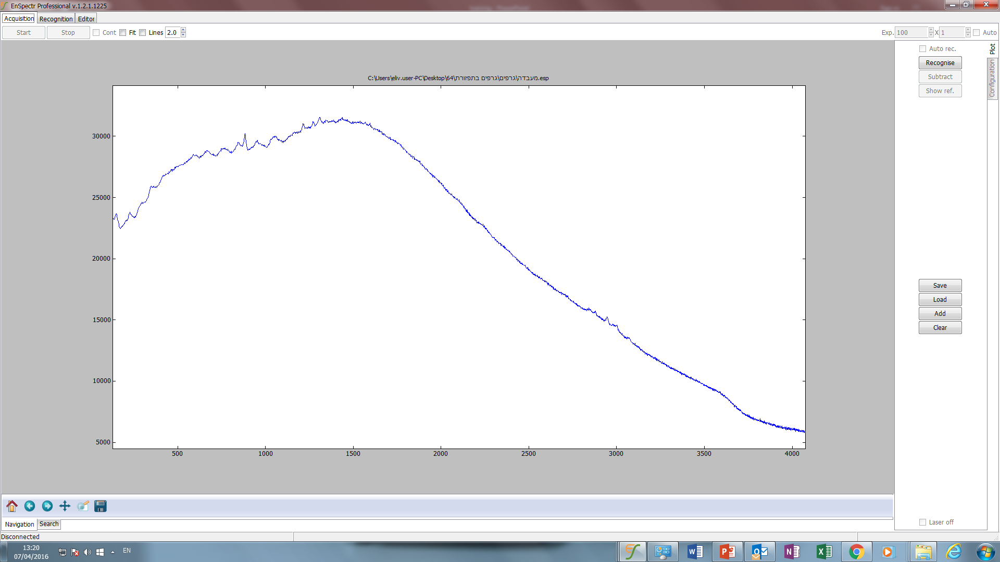 EnSpectr Professional v.1.2.1.1225
Acquisition Recognition Editor
Start Stop Cont Fit Lines 2.0 Exp. 100 X 1 Auto
Plot
Configuration
Auto rec.
Recognise
Subtract
Show ref.
C:\Users\eliv.user-PC\Desktop\64\מעבדה\גרפים\גרפים בתפזורת.esp
30000
25000
20000
15000
10000
5000
500 1000 1500 2000 2500 3000 3500 4000
Save
Load
Add
Clear
Laser off
Navigation Search
Disconnected
13:20
07/04/2016
EN